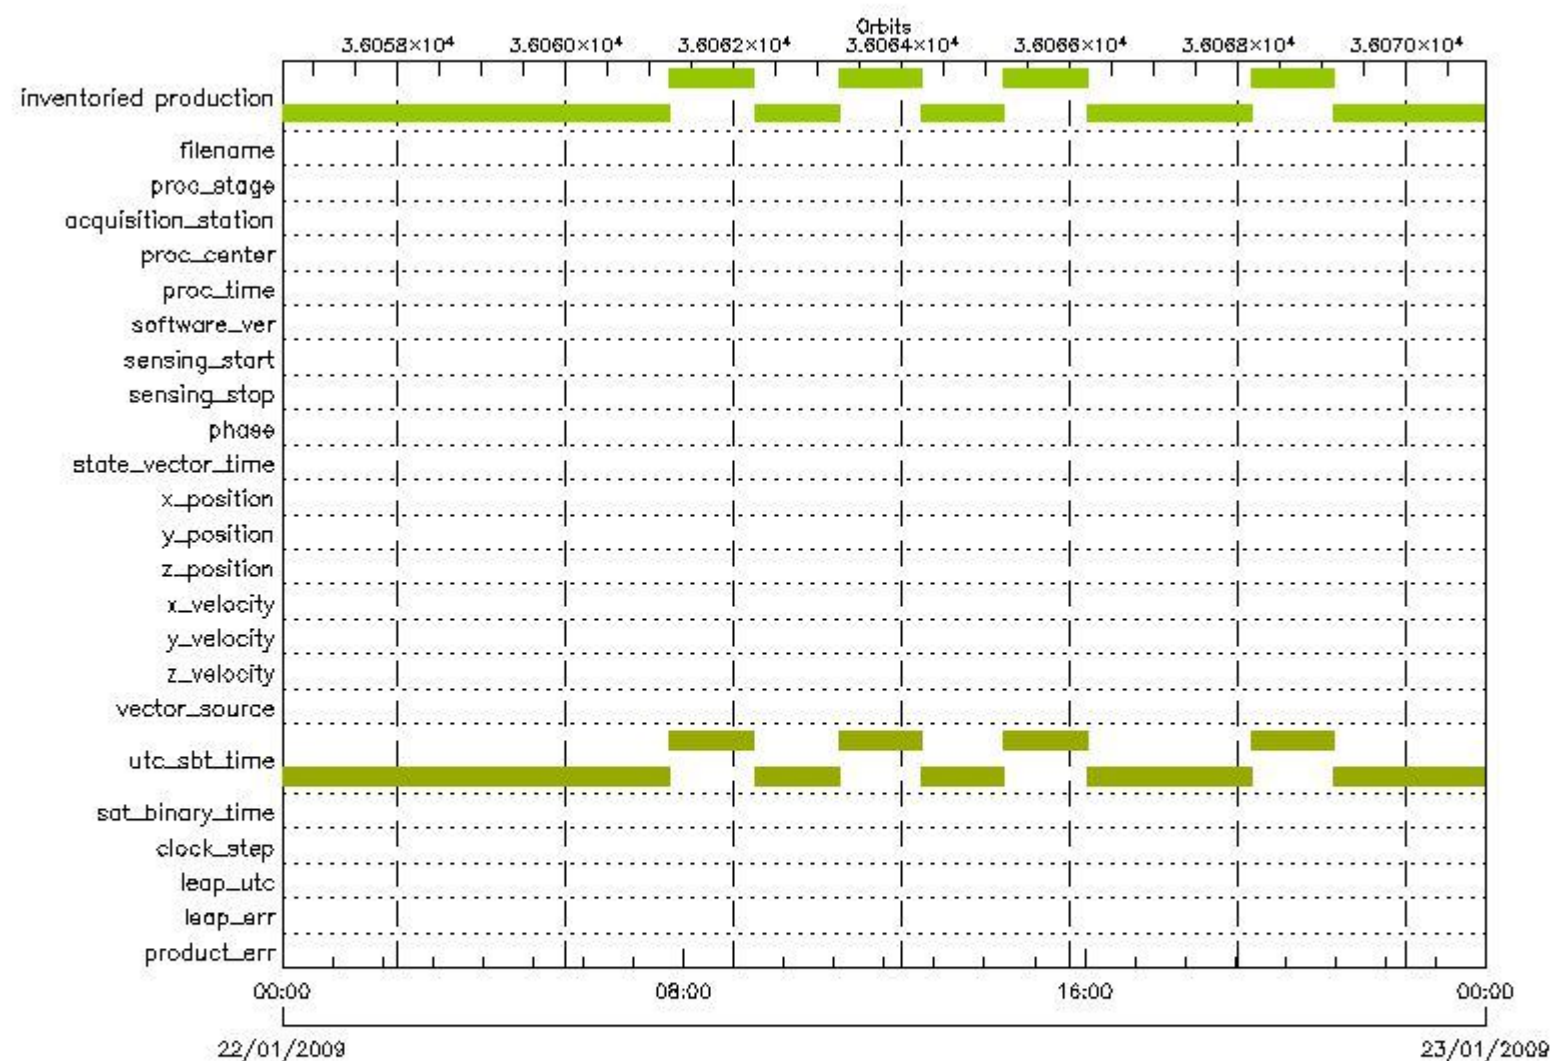 Orbits
3.6058×10⁴ 3.6060×10⁴ 3.6062×10⁴ 3.6064×10⁴ 3.6066×10⁴ 3.6068×10⁴ 3.6070×10⁴
inventoried production
filename
proc_stage
acquisition_station
proc_center
proc_time
software_ver
sensing_start
sensing_stop
phase
state_vector_time
x_position
y_position
z_position
x_velocity
y_velocity
z_velocity
vector_source
utc_sbt_time
sat_binary_time
clock_step
leap_utc
leap_err
product_err
00:00 08:00 16:00 00:00
22/01/2009 23/01/2009